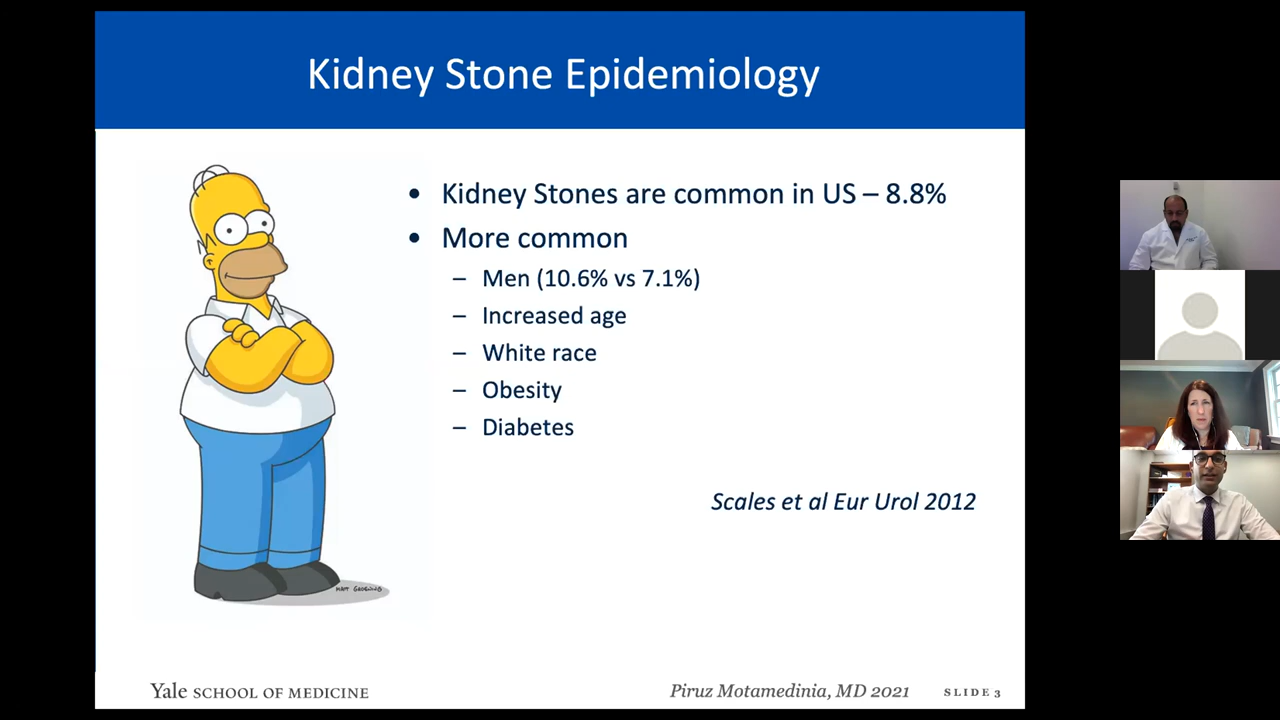 Kidney Stone Epidemiology
• Kidney Stones are common in US – 8.8%
• More common
– Men (10.6% vs 7.1%)
– Increased age
– White race
– Obesity
– Diabetes
Scales et al Eur Urol 2012
MATT GROENING
Yale SCHOOL OF MEDICINE
Piruz Motamedinia, MD 2021
SLIDE 3